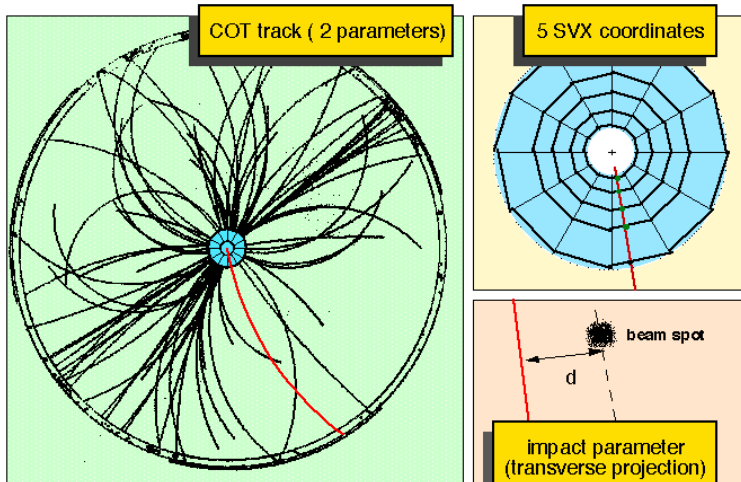 COT track ( 2 parameters)
5 SVX coordinates
beam spot
d
impact parameter
(transverse projection)